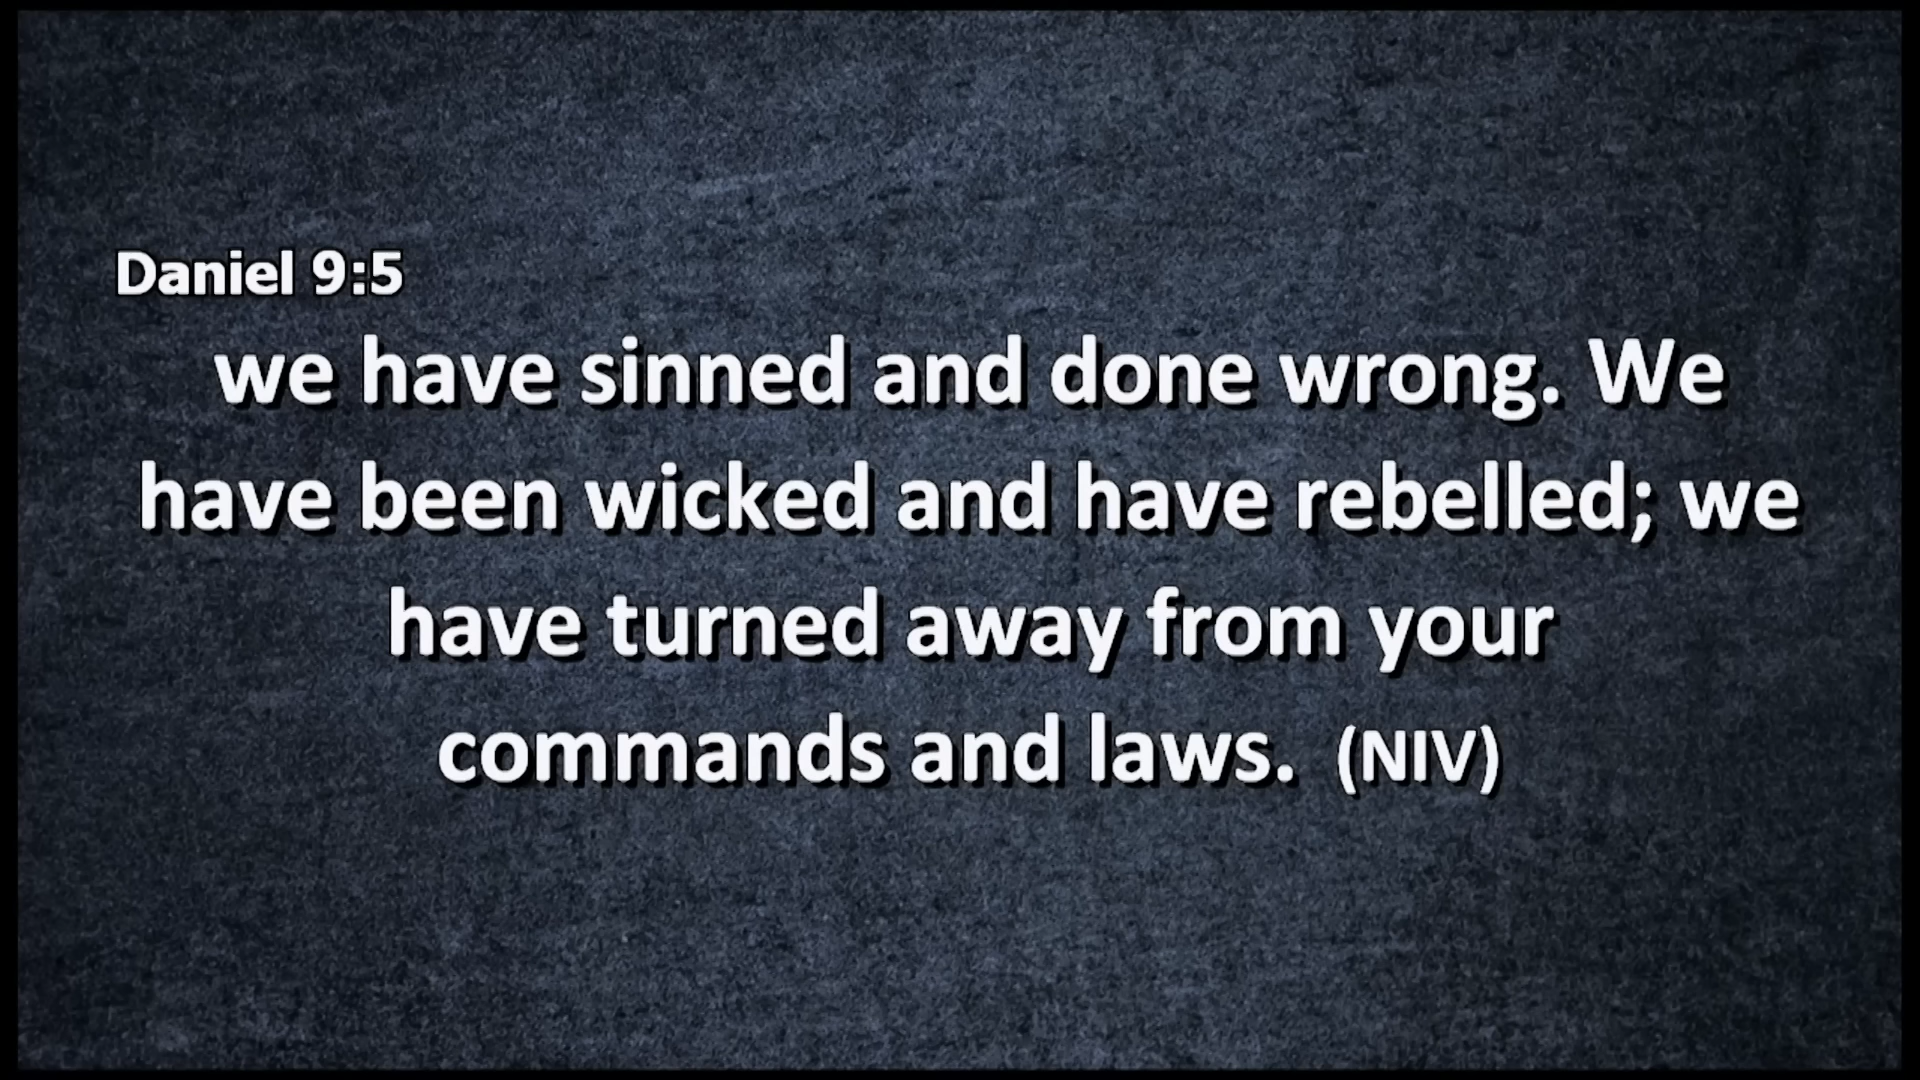 Daniel 9:5
we have sinned and done wrong. We
have been wicked and have rebelled; we
have turned away from your
commands and laws. (NIV)